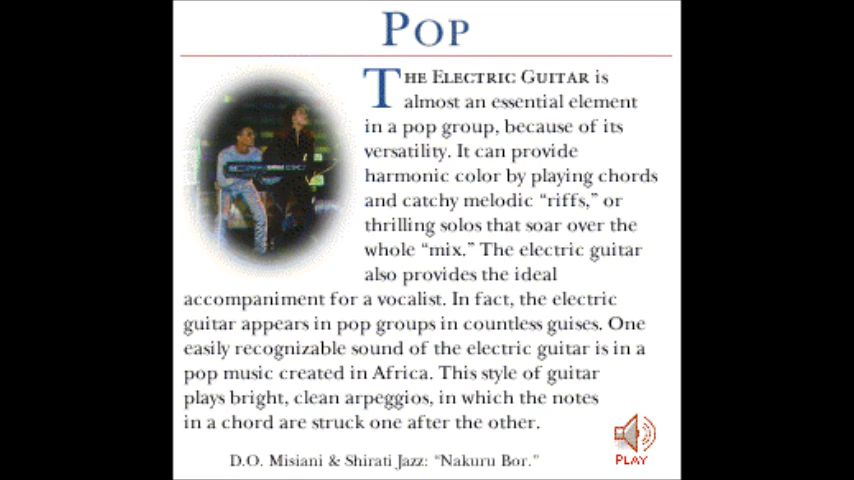 POP
THE ELECTRIC GUITAR is
almost an essential element
in a pop group, because of its
versatility. It can provide
harmonic color by playing chords
and catchy melodic “riffs,” or
thrilling solos that soar over the
whole “mix.” The electric guitar
also provides the ideal
accompaniment for a vocalist. In fact, the electric
guitar appears in pop groups in countless guises. One
easily recognizable sound of the electric guitar is in a
pop music created in Africa. This style of guitar
plays bright, clean arpeggios, in which the notes
in a chord are struck one after the other.
PLAY
D.O. Misiani & Shirati Jazz: “Nakuru Bor.”